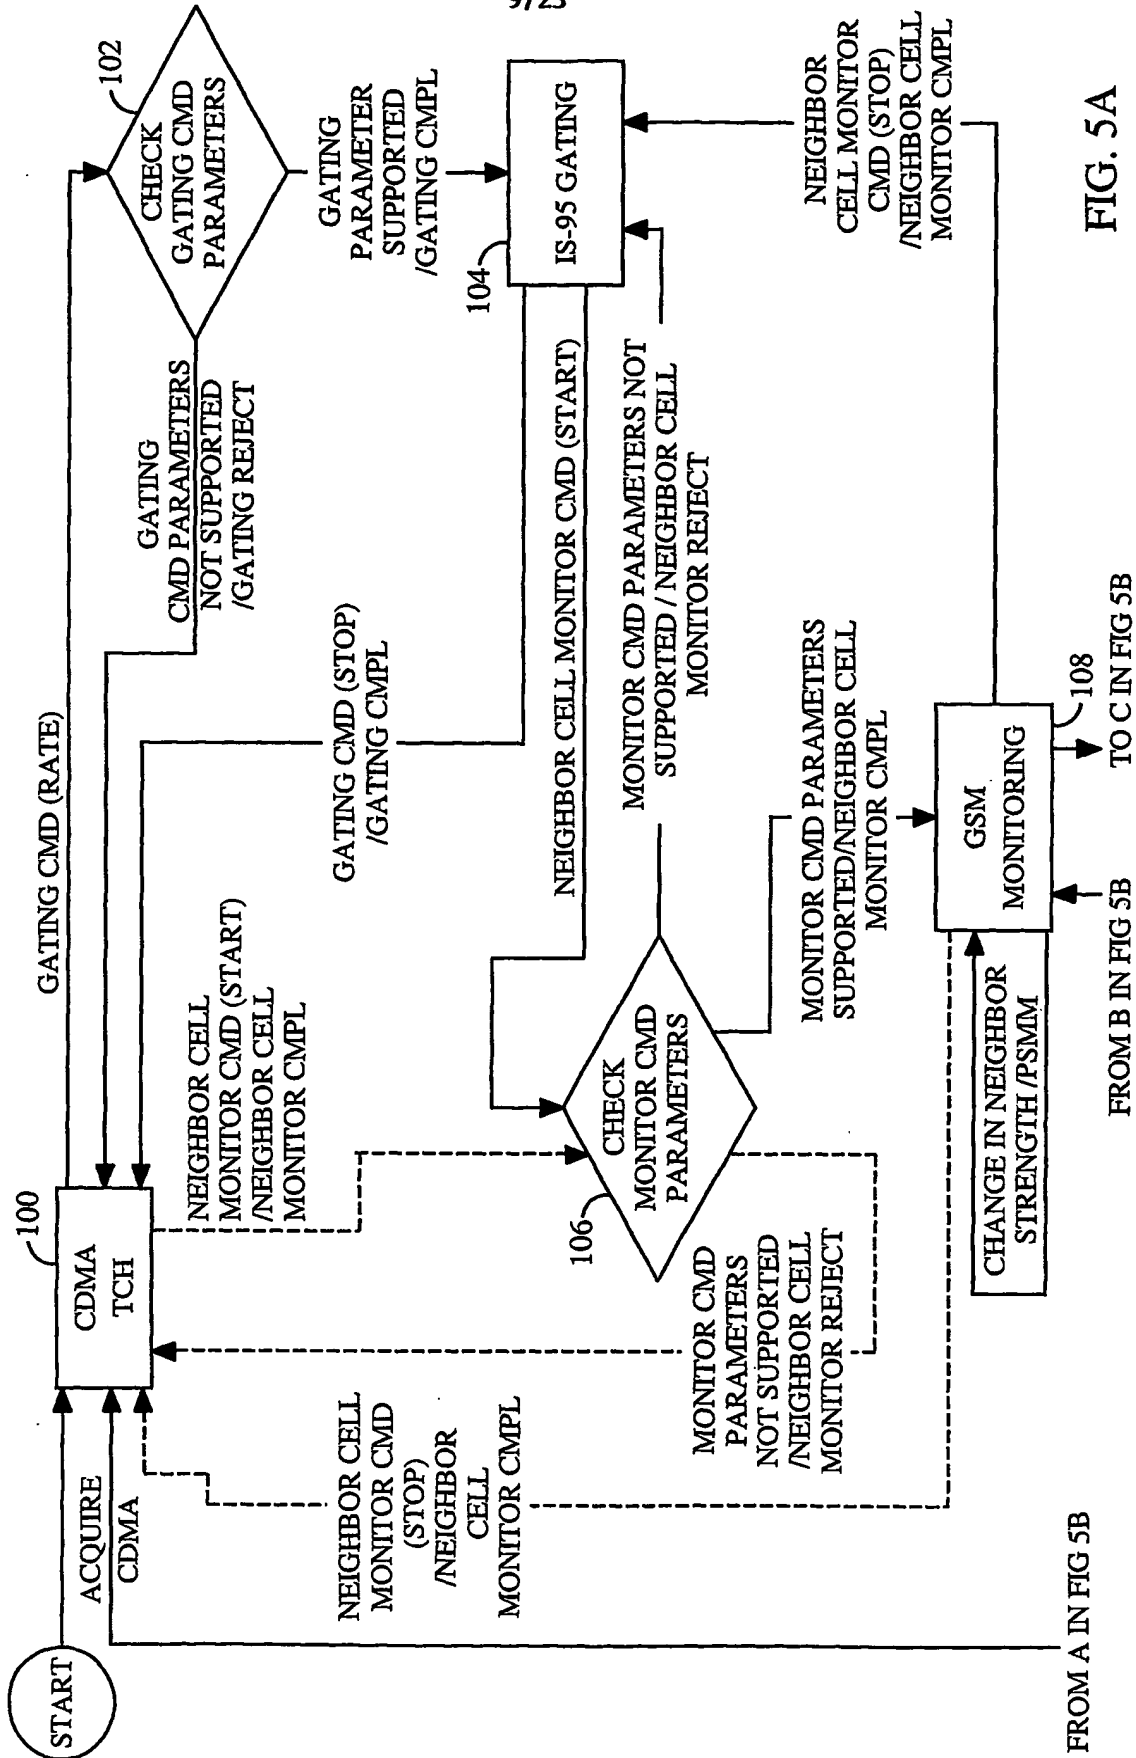 9/23
START
ACQUIRE
CDMA
FROM A IN FIG 5B
100
CDMA
TCH
GATING CMD (RATE)
102
CHECK
GATING CMD
PARAMETERS
GATING
CMD PARAMETERS
NOT SUPPORTED
/GATING REJECT
GATING
PARAMETER
SUPPORTED
/GATING CMPL
104
IS-95 GATING
GATING CMD (STOP)
/GATING CMPL
NEIGHBOR CELL
MONITOR CMD (START)
/NEIGHBOR CELL
MONITOR CMPL
NEIGHBOR CELL MONITOR CMD (START)
NEIGHBOR CELL
MONITOR CMD
(STOP)
/NEIGHBOR
CELL
MONITOR CMPL
106
CHECK
MONITOR CMD
PARAMETERS
MONITOR CMD PARAMETERS NOT
SUPPORTED / NEIGHBOR CELL
MONITOR REJECT
MONITOR CMD
PARAMETERS
NOT SUPPORTED
/NEIGHBOR CELL
MONITOR REJECT
MONITOR CMD PARAMETERS
SUPPORTED/NEIGHBOR CELL
MONITOR CMPL
NEIGHBOR
CELL MONITOR
CMD (STOP)
/NEIGHBOR CELL
MONITOR CMPL
CHANGE IN NEIGHBOR
STRENGTH /PSMM
GSM
MONITORING
108
FROM B IN FIG 5B
TO C IN FIG 5B
FIG. 5A